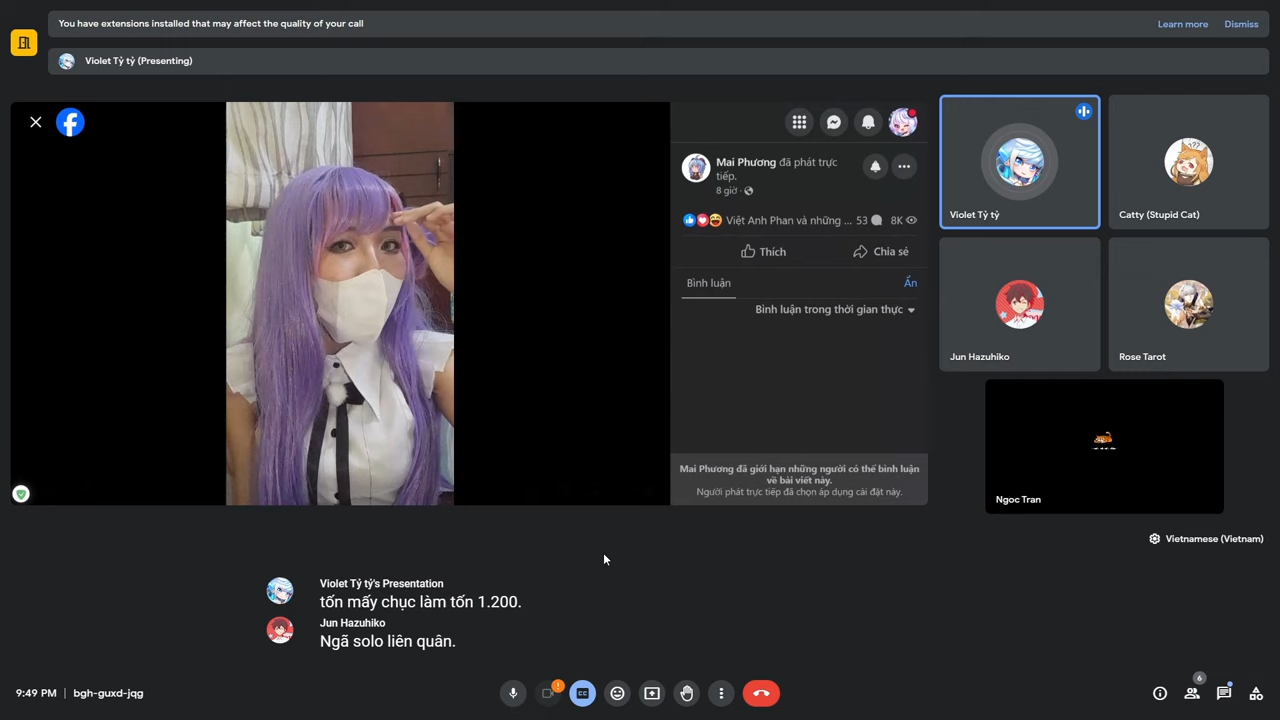 You have extensions installed that may affect the quality of your call
Learn more
Dismiss
Violet Tỷ tỷ (Presenting)
Mai Phương đã phát trực
tiếp.
8 giờ ·
Việt Anh Phan và những ... 53 8K
Thích
Chia sẻ
Bình luận
Ẩn
Bình luận trong thời gian thực
Mai Phương đã giới hạn những người có thể bình luận
về bài viết này.
Người phát trực tiếp đã chọn áp dụng cài đặt này.
Violet Tỷ tỷ
Catty (Stupid Cat)
Jun Hazuhiko
Rose Tarot
Ngoc Tran
Vietnamese (Vietnam)
Violet Tỷ tỷ's Presentation
tốn mấy chục làm tốn 1.200.
Jun Hazuhiko
Ngã solo liên quân.
9:49 PM | bgh-guxd-jqg
CC
6